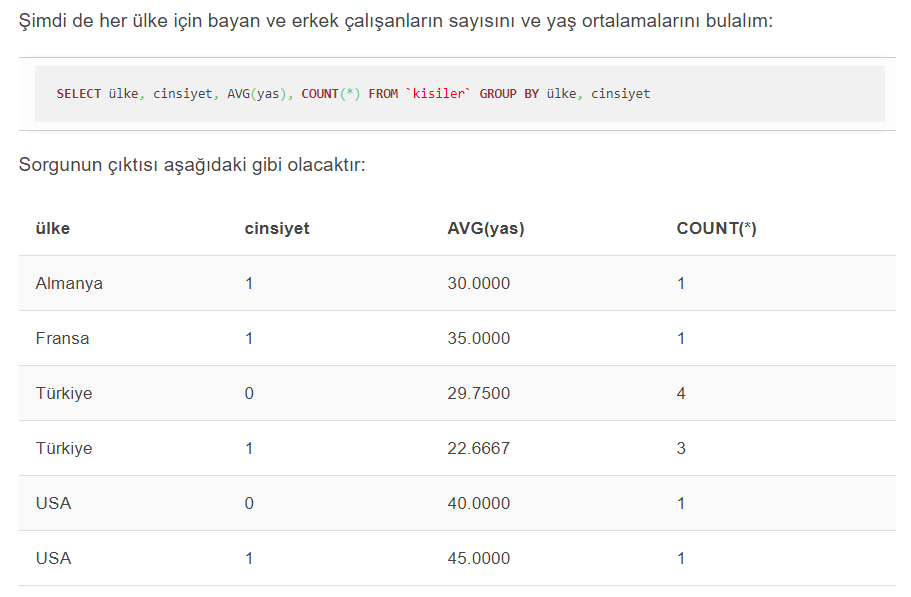 Şimdi de her ülke için bayan ve erkek çalışanların sayısını ve yaş ortalamalarını bulalım:
SELECT ülke, cinsiyet, AVG(yas), COUNT(*) FROM `kisiler` GROUP BY ülke, cinsiyet
Sorgunun çıktısı aşağıdaki gibi olacaktır:
ülke cinsiyet AVG(yas) COUNT(*)
Almanya 1 30.0000 1
Fransa 1 35.0000 1
Türkiye 0 29.7500 4
Türkiye 1 22.6667 3
USA 0 40.0000 1
USA 1 45.0000 1